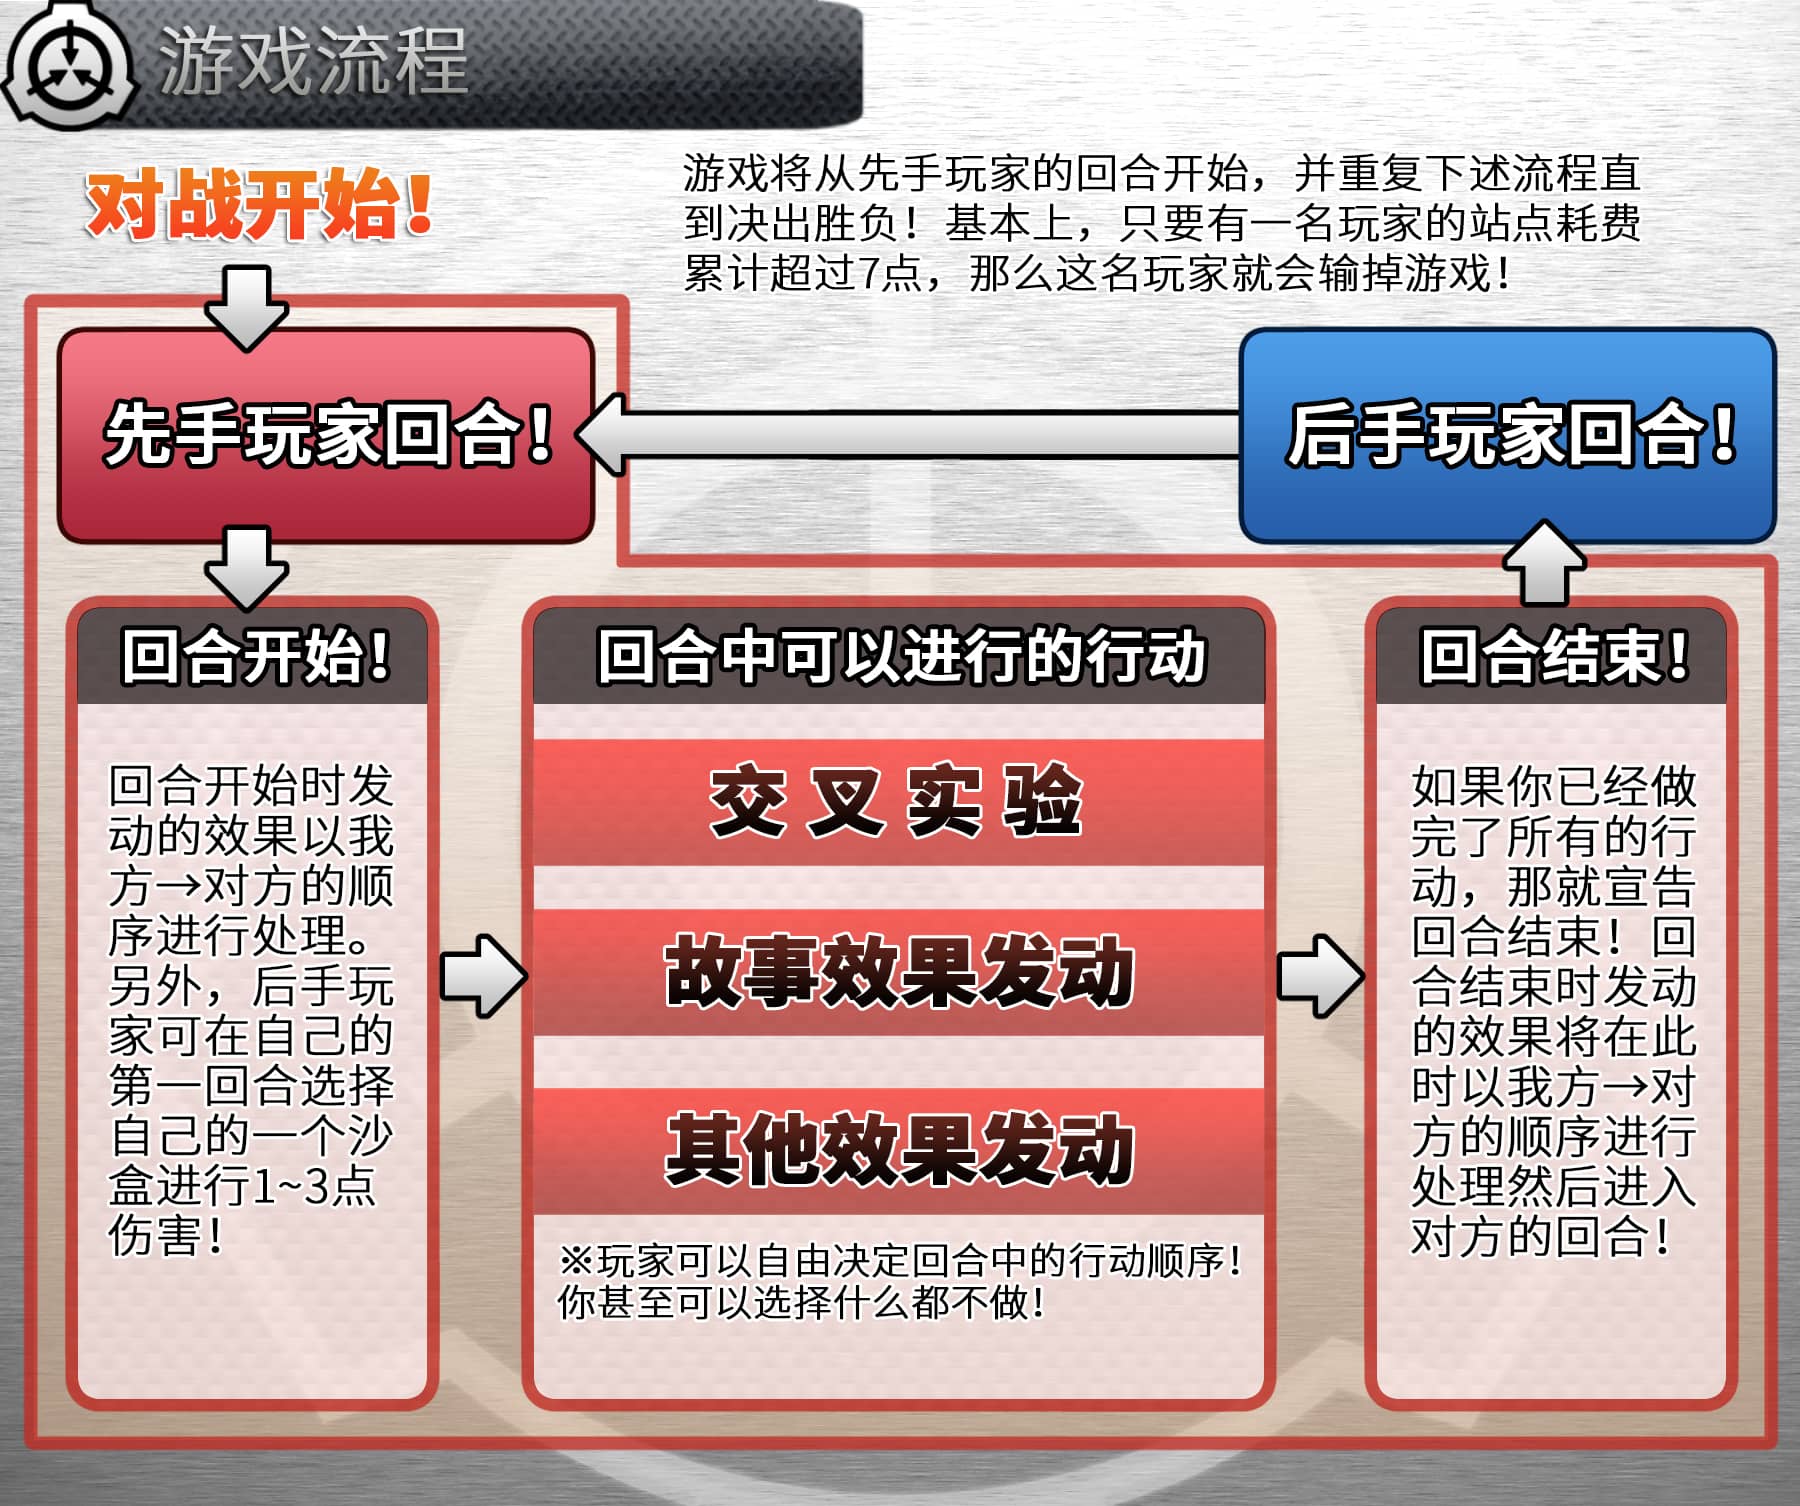 游戏流程
对战开始！
游戏将从先手玩家的回合开始，并重复下述流程直
到决出胜负！基本上，只要有一名玩家的站点耗费
累计超过7点，那么这名玩家就会输掉游戏！
先手玩家回合！
后手玩家回合！
回合开始！
回合开始时发
动的效果以我
方→对方的顺
序进行处理。
另外，后手玩
家可在自己的
第一回合选择
自己的一个沙
盒进行1~3点
伤害！
回合中可以进行的行动
交叉实验
故事效果发动
其他效果发动
※玩家可以自由决定回合中的行动顺序！
你甚至可以选择什么都不做！
回合结束！
如果你已经做
完了所有的行
动，那就宣告
回合结束！回
合结束时发动
的效果将在此
时以我方→对
方的顺序进行
处理然后进入
对方的回合！